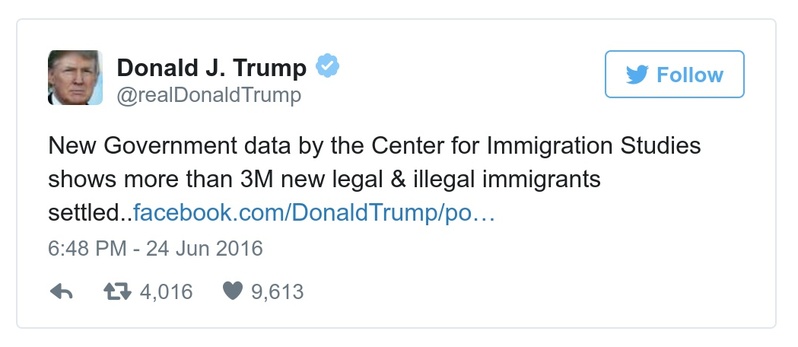 Donald J. Trump
@realDonaldTrump
Follow
New Government data by the Center for Immigration Studies
shows more than 3M new legal & illegal immigrants
settled..facebook.com/DonaldTrump/po…
6:48 PM - 24 Jun 2016
4,016 9,613